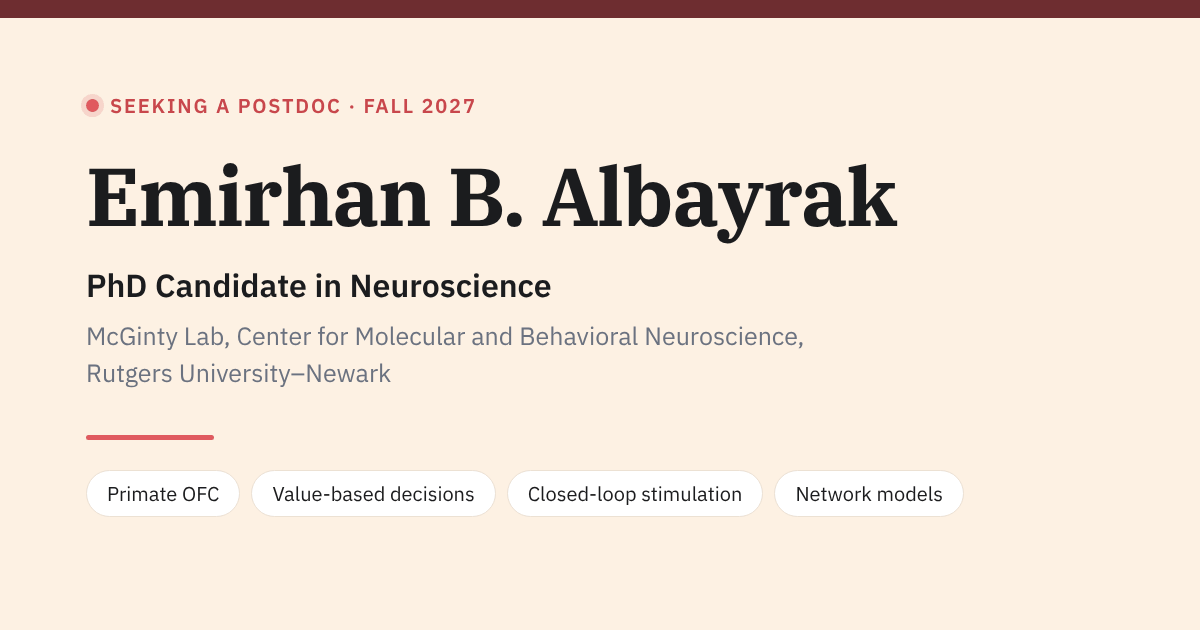 SEEKING A POSTDOC · FALL 2027
Emirhan B. Albayrak
PhD Candidate in Neuroscience
McGinty Lab, Center for Molecular and Behavioral Neuroscience,
Rutgers University–Newark
Primate OFC
Value-based decisions
Closed-loop stimulation
Network models